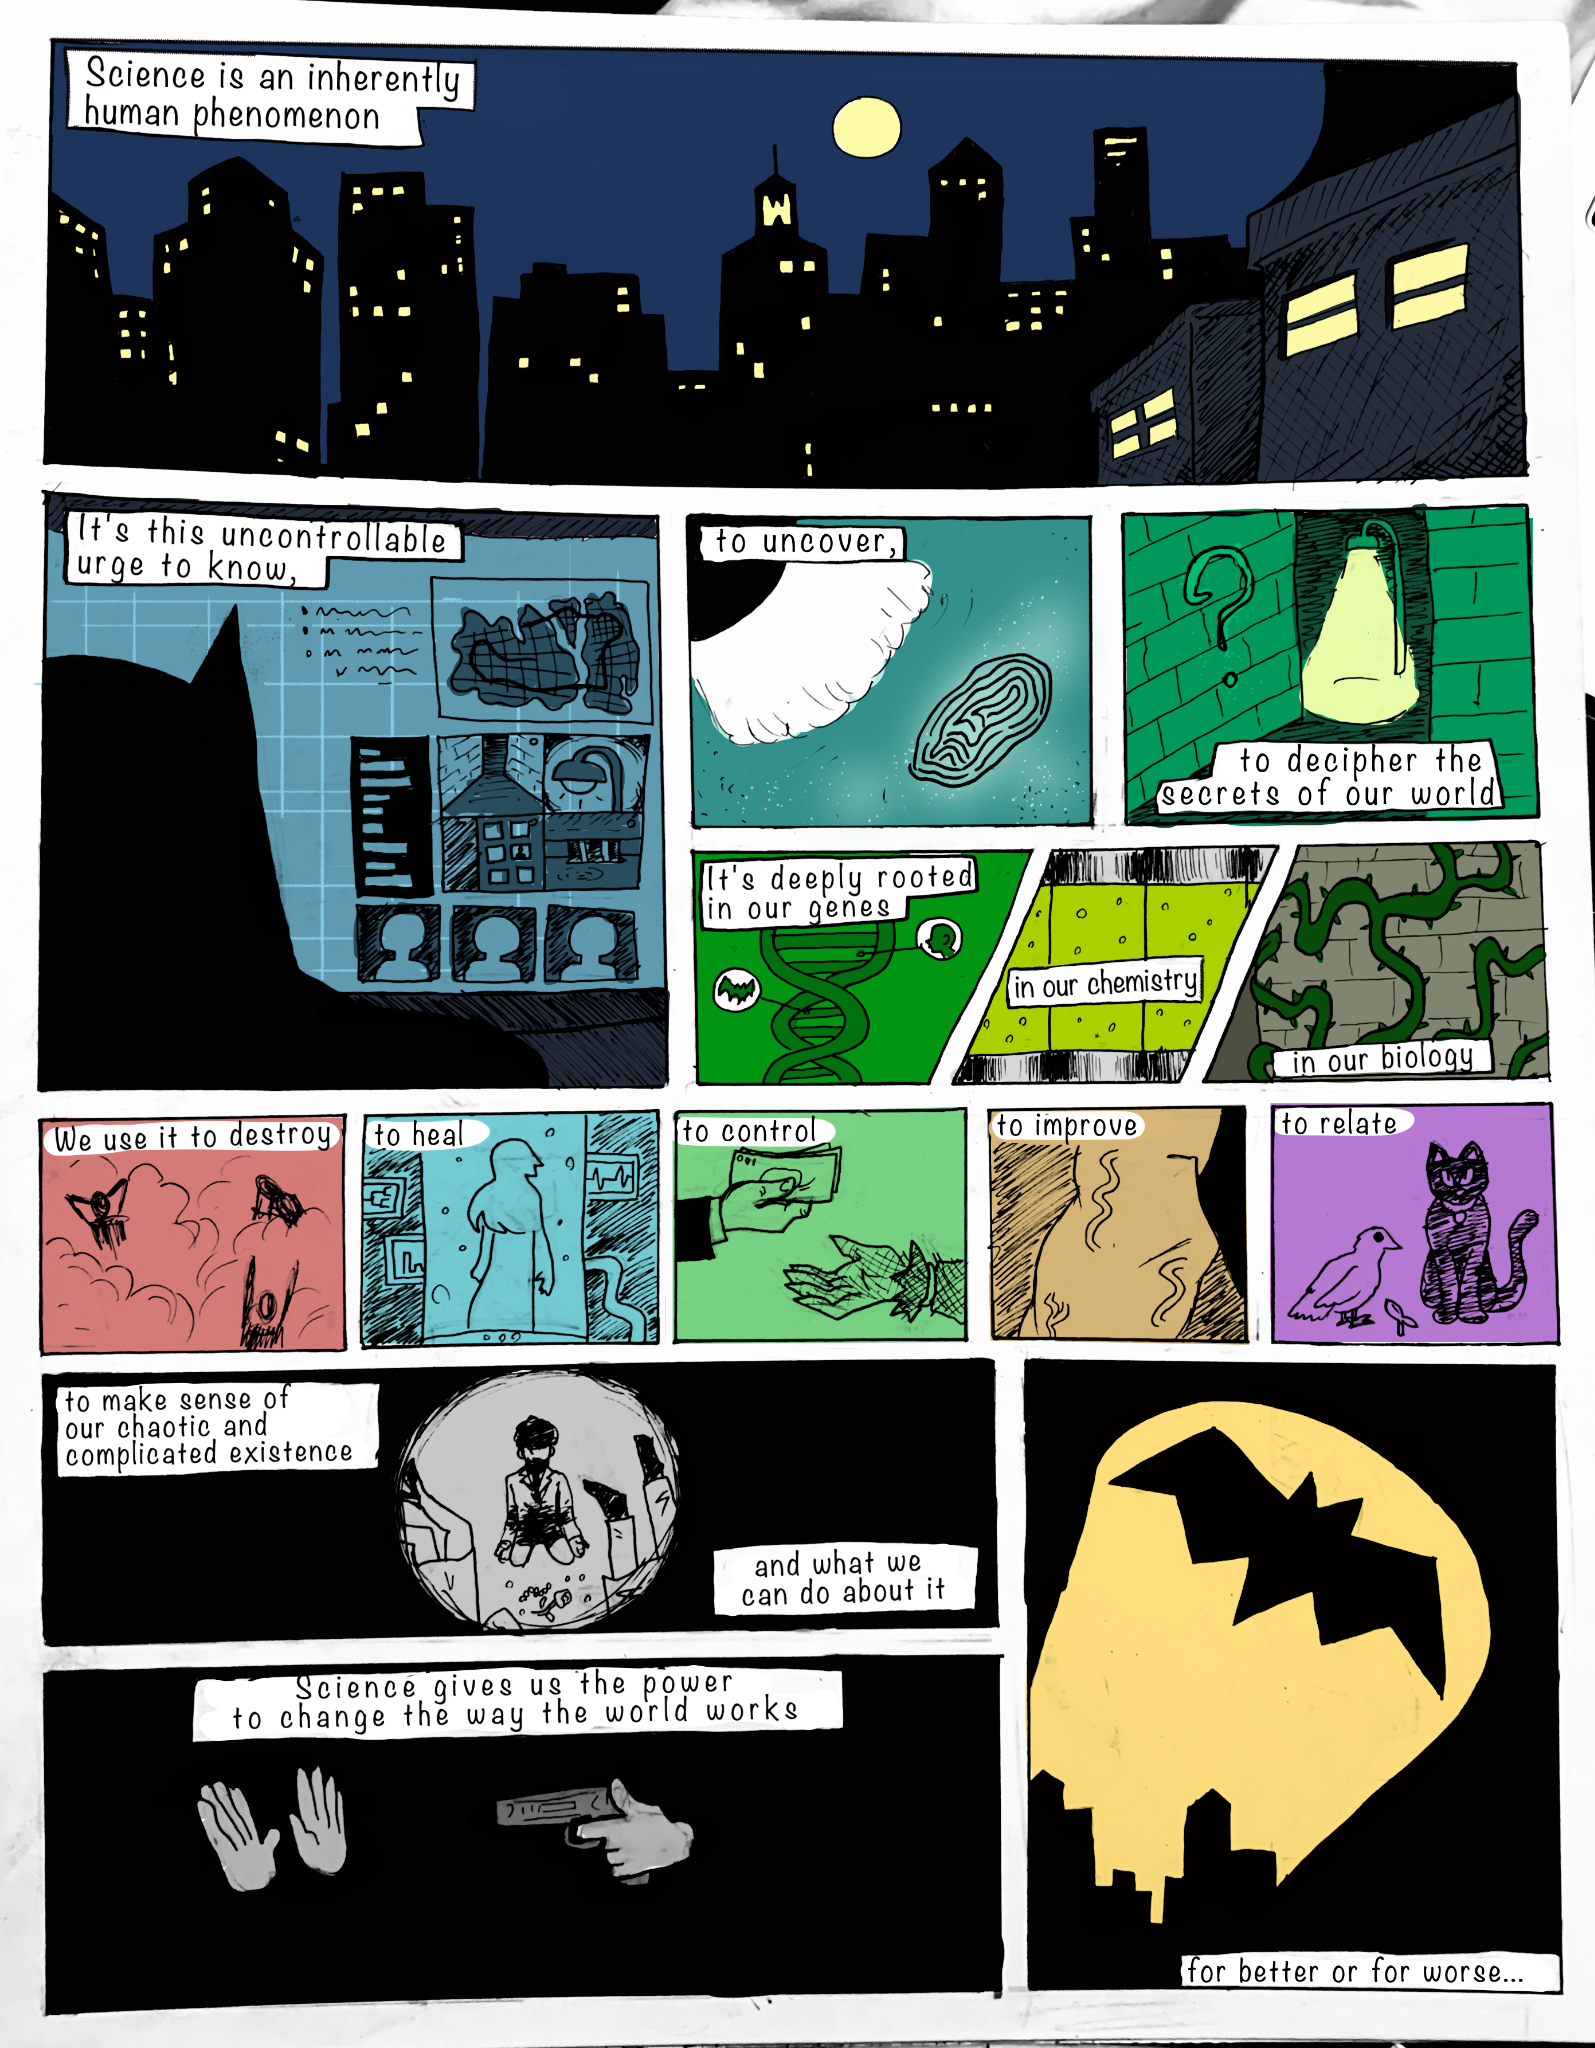 Science is an inherently
human phenomenon
W
It's this uncontrollable
urge to know,
to uncover,
?
to decipher the
secrets of our world
It's deeply rooted
in our genes
in our chemistry
in our biology
We use it to destroy
to heal
to control
to improve
to relate
to make sense of
our chaotic and
complicated existence
and what we
can do about it
Science gives us the power
to change the way the world works
for better or for worse...